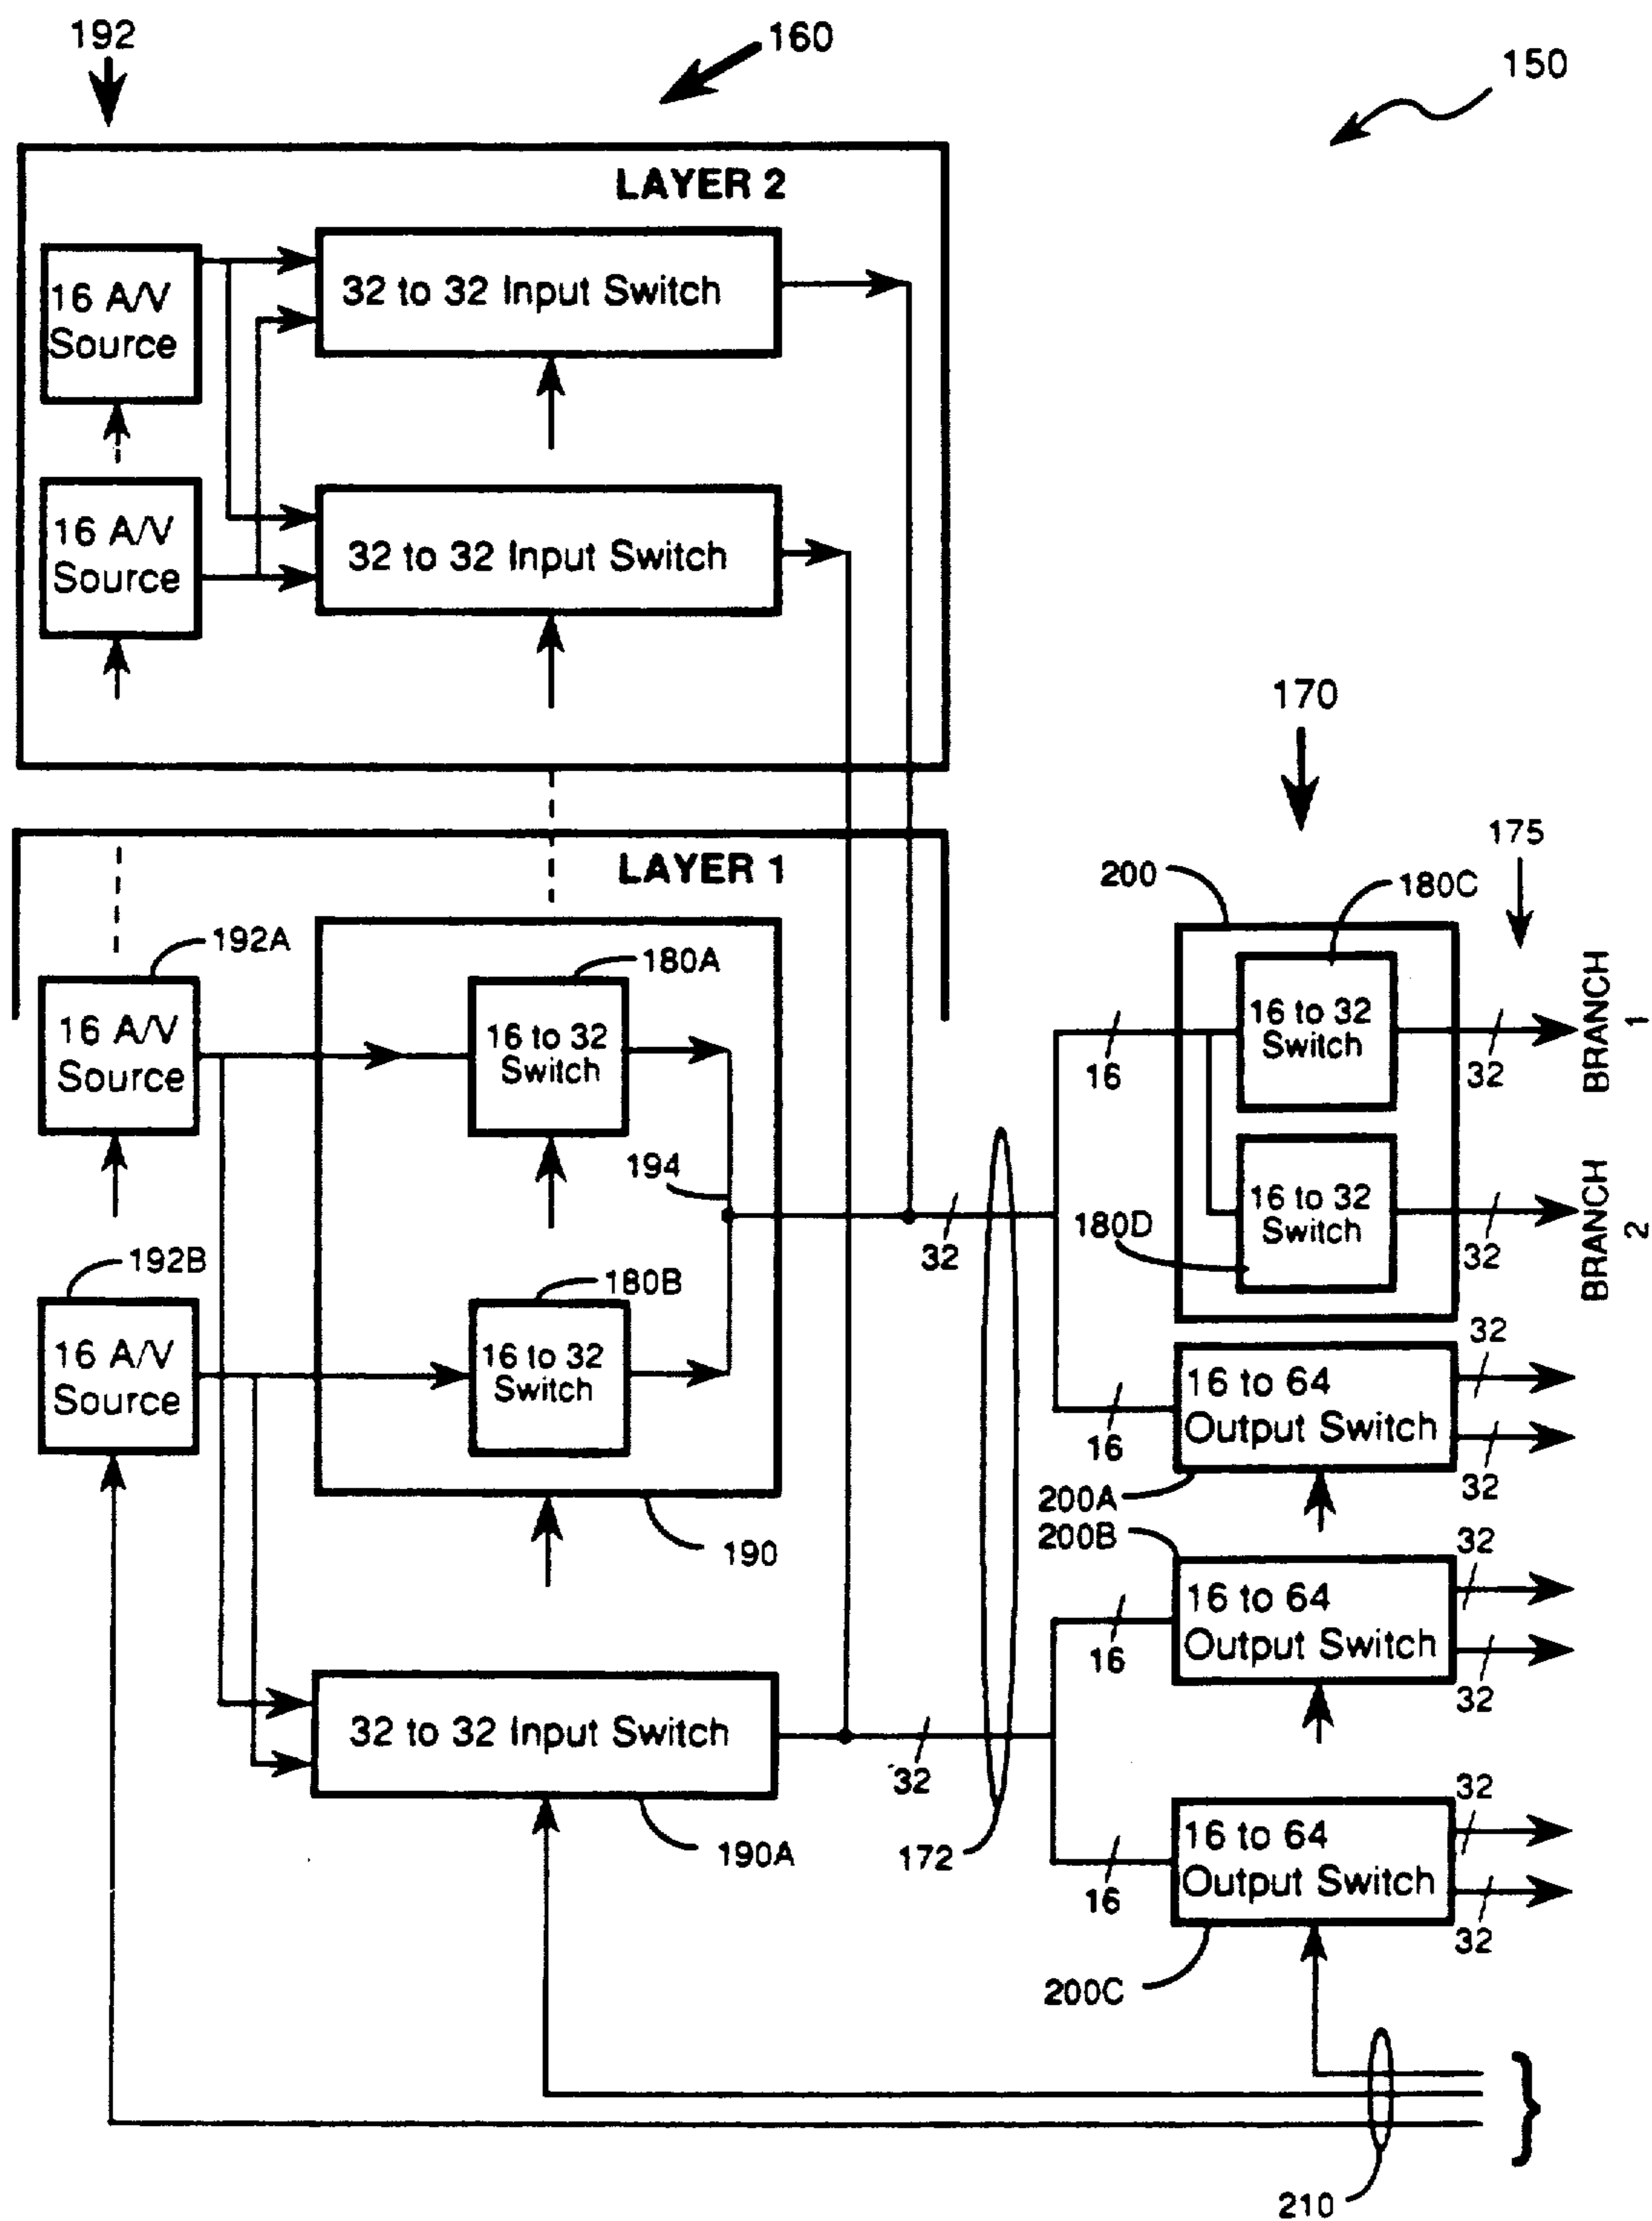 192
160
150
LAYER 2
16 A/V
Source
32 to 32 Input Switch
16 A/V
Source
32 to 32 Input Switch
170
175
LAYER 1
200
180C
192A
180A
16 A/V
Source
16 to 32
Switch
16 to 32
Switch
16
32
BRANCH
1
194
180D
16 to 32
Switch
32
32
BRANCH
2
192B
180B
16 A/V
Source
16 to 32
Switch
16 to 64
Output Switch
32
32
16
200A
190
200B
16 to 64
Output Switch
32
32
16
32 to 32 Input Switch
32
190A
172
16 to 64
Output Switch
32
32
16
200C
}
210